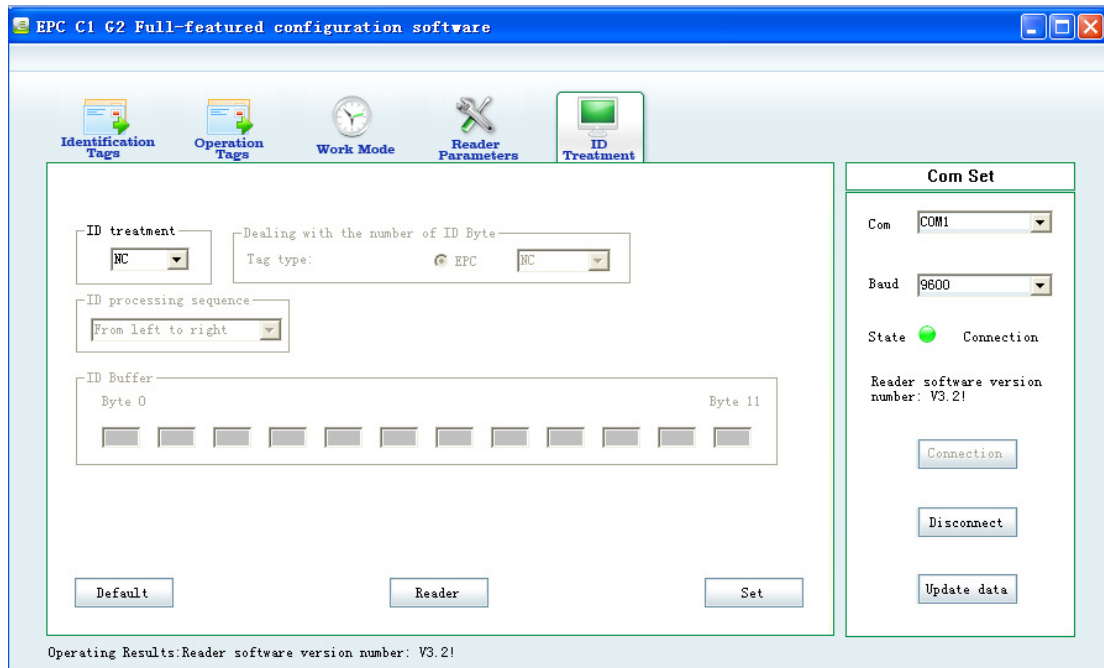 EPC C1 G2 Full-featured configuration software
Identification
Tags
Operation
Tags
Work Mode
Reader
Parameters
ID
Treatment
ID treatment
NC
Dealing with the number of ID Byte
Tag type:
EPC
NC
ID processing sequence
From left to right
ID Buffer
Byte 0
Byte 11
Default
Reader
Set
Com Set
Com
COM1
Baud
9600
State
Connection
Reader software version
number: V3.2!
Connection
Disconnect
Update data
Operating Results:Reader software version number: V3.2!